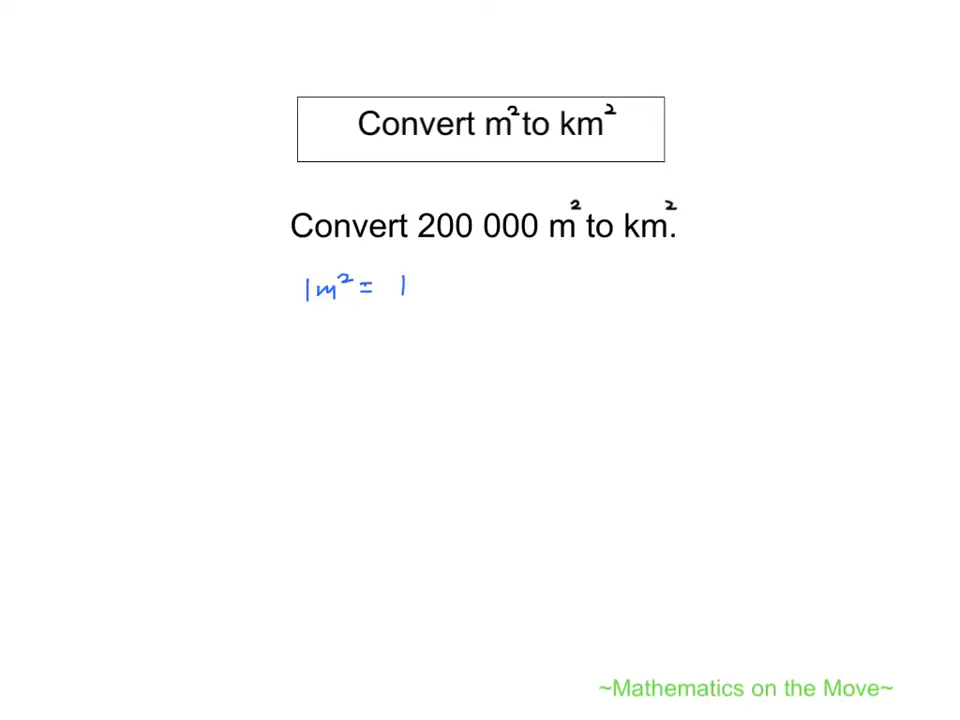 Convert m² to km²
Convert 200 000 m² to km².
1m² = 1
~Mathematics on the Move~